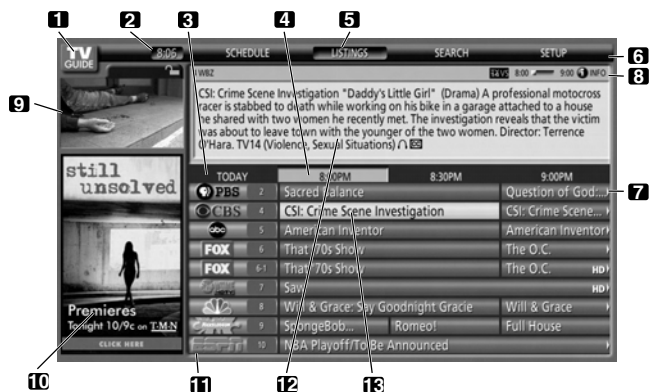 1 2 3 4 5 6 7 8 9 10 11 12 13
TV GUIDE
8:06 SCHEDULE LISTINGS SEARCH SETUP
WBZ 8:00 9:00 INFO
CSI: Crime Scene Investigation "Daddy's Little Girl" (Drama) A professional motocross
racer is stabbed to death while working on his bike in a garage attached to a house
he shared with two women he recently met. The investigation reveals that the victim
was about to leave town with the younger of the two women. Director: Terrence
O'Hara. TV14 (Violence, Sexual Situations)
TODAY 8:00PM 8:30PM 9:00PM
PBS 2 Sacred Balance Question of God:...
CBS 4 CSI: Crime Scene Investigation CSI: Crime Scene...
abc 5 American Inventor American Inventor
FOX 6 That '70s Show The O.C.
FOX 6-1 That '70s Show The O.C. HD
7 Saw HD
8 Will & Grace: Say Goodnight Gracie Will & Grace
9 SpongeBob... Romeo! Full House
10 NBA Playoff/To Be Announced
still
unsolved
Premieres
Tonight 10/9c on T·M·N
CLICK HERE